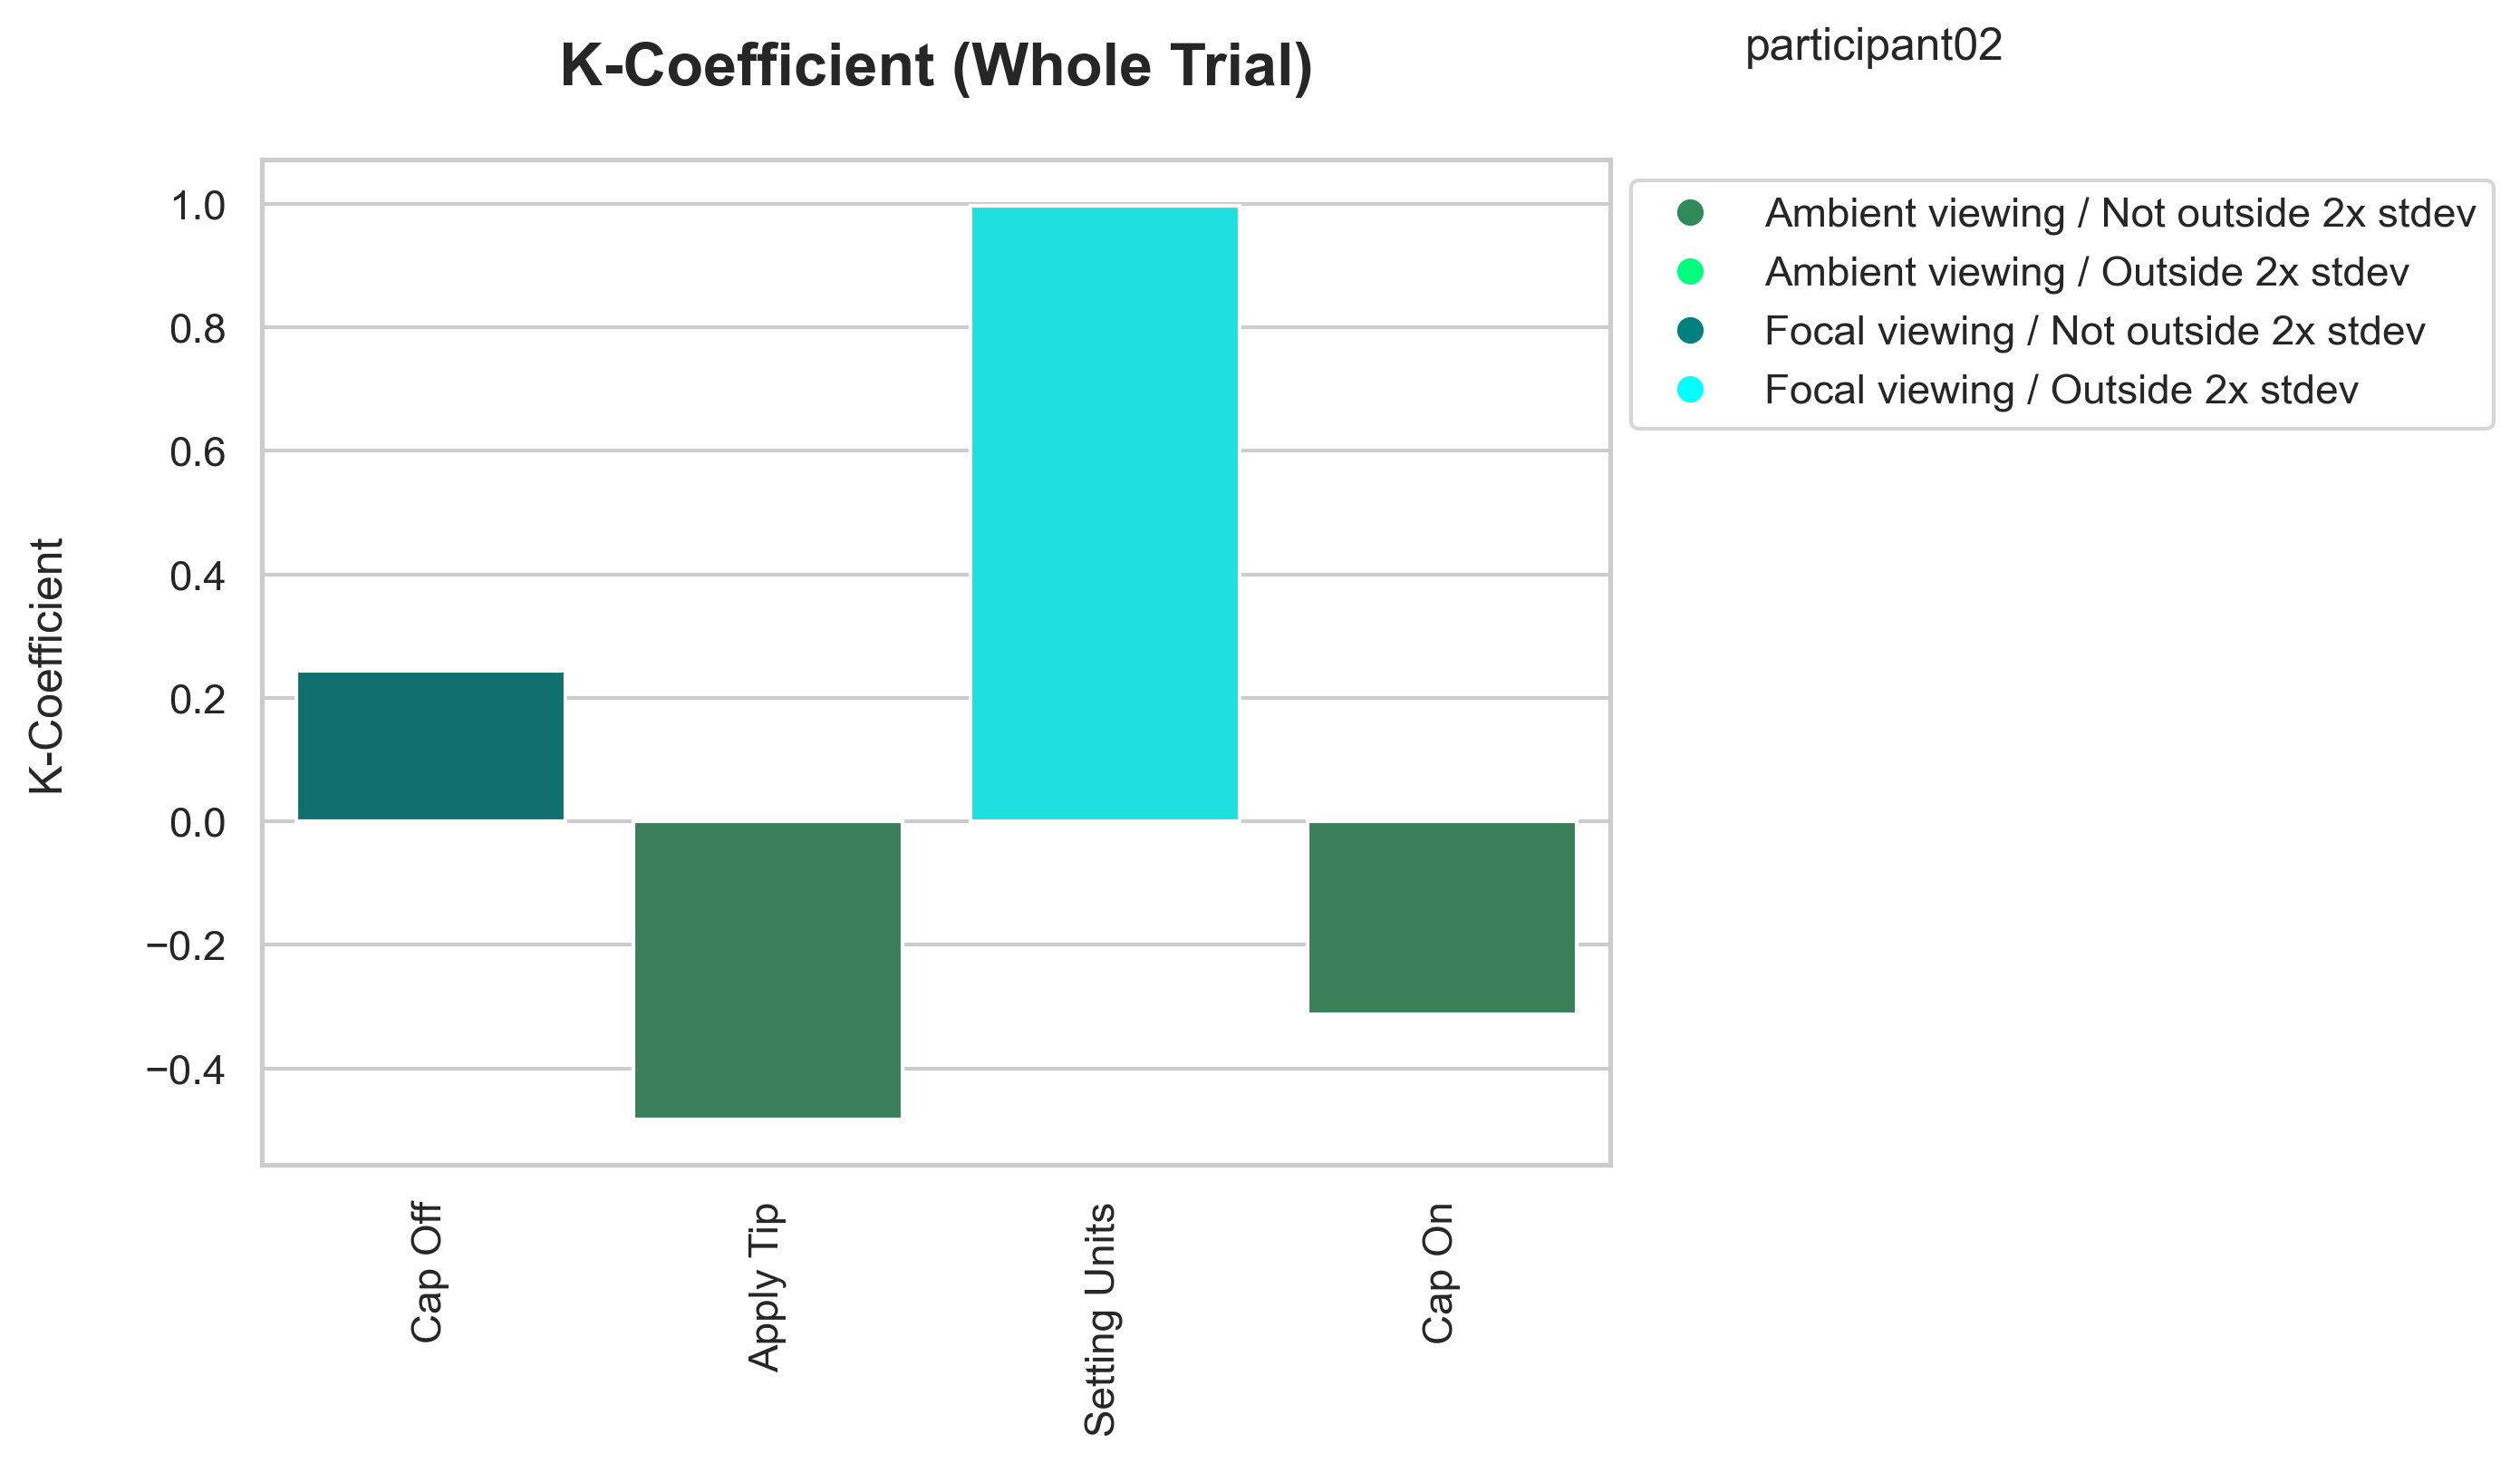 K-Coefficient (Whole Trial)
participant02
Ambient viewing / Not outside 2x stdev
Ambient viewing / Outside 2x stdev
Focal viewing / Not outside 2x stdev
Focal viewing / Outside 2x stdev
K-Coefficient
1.0
0.8
0.6
0.4
0.2
0.0
−0.2
−0.4
Cap Off
Apply Tip
Setting Units
Cap On